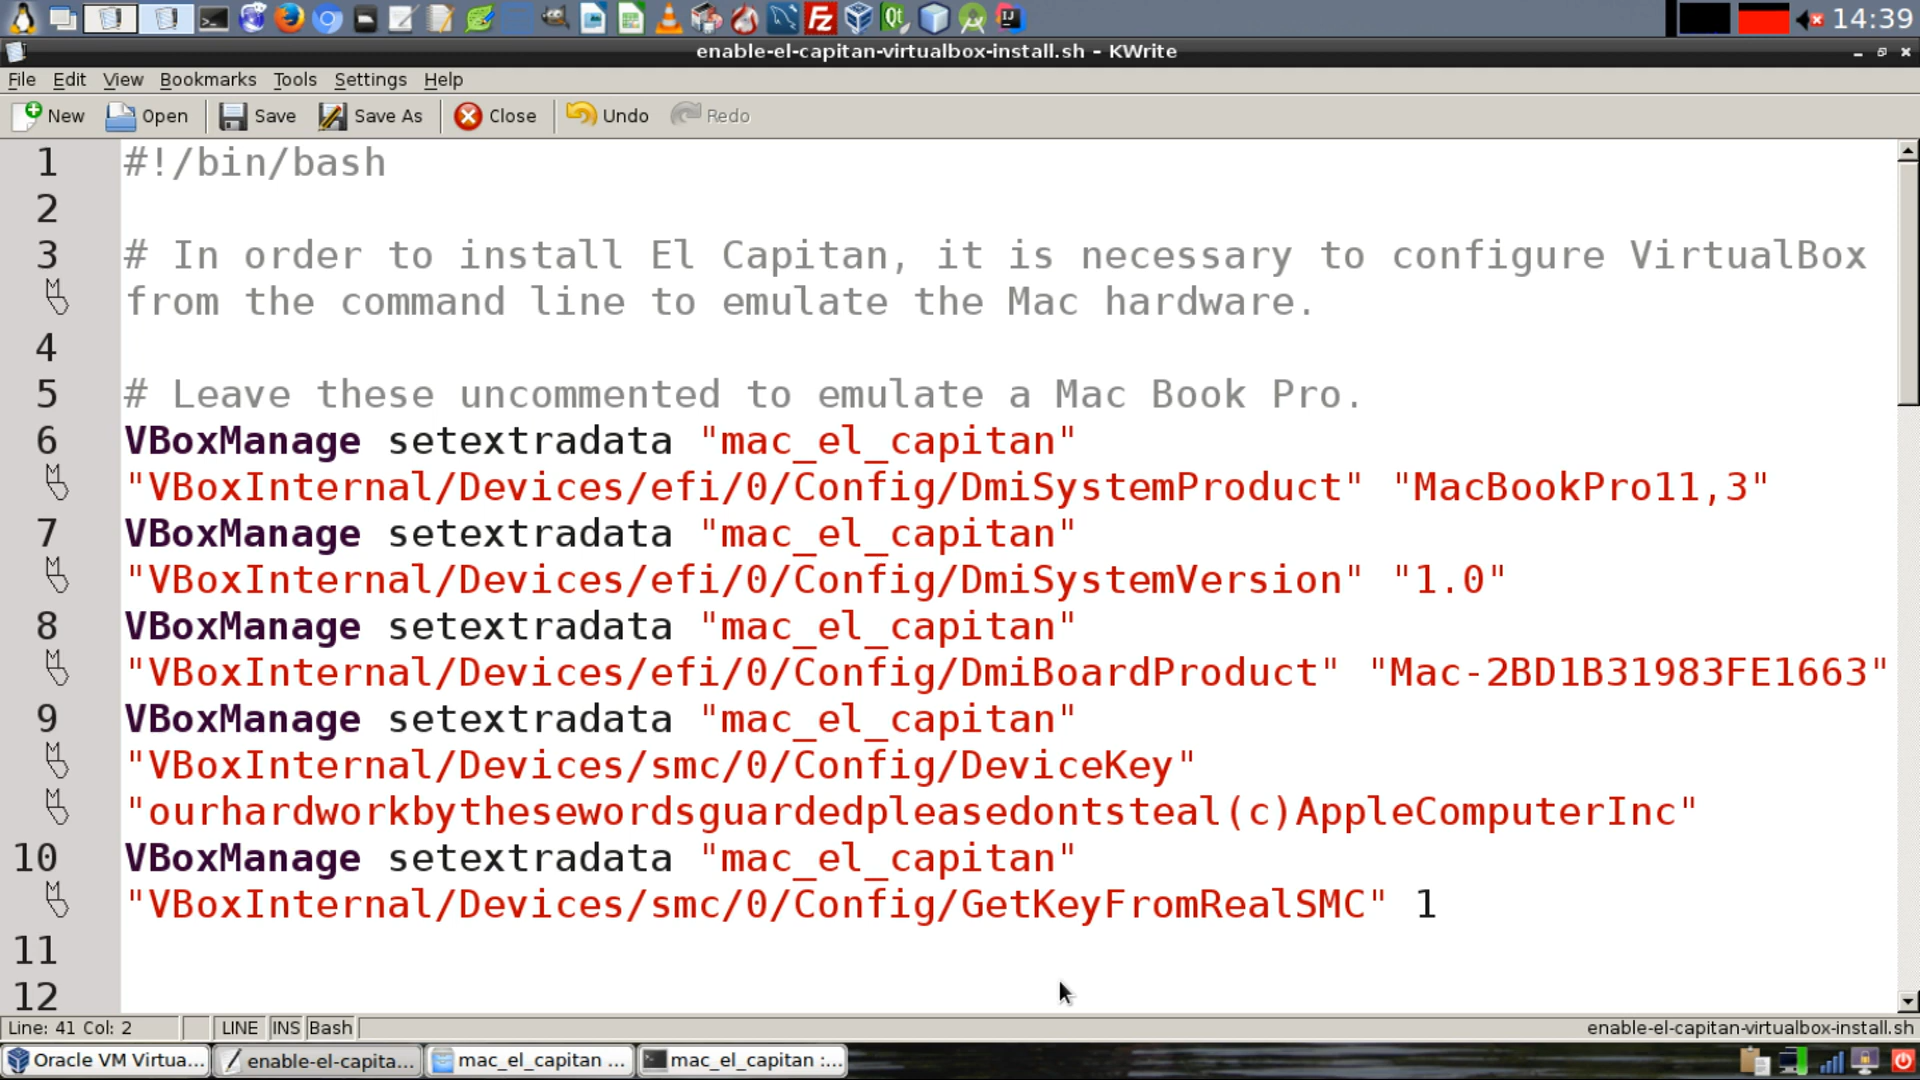 14:39
enable-el-capitan-virtualbox-install.sh - KWrite
File Edit View Bookmarks Tools Settings Help
New Open Save Save As Close Undo Redo
1 #!/bin/bash
2
3 # In order to install El Capitan, it is necessary to configure VirtualBox
from the command line to emulate the Mac hardware.
4
5 # Leave these uncommented to emulate a Mac Book Pro.
6 VBoxManage setextradata "mac_el_capitan"
"VBoxInternal/Devices/efi/0/Config/DmiSystemProduct" "MacBookPro11,3"
7 VBoxManage setextradata "mac_el_capitan"
"VBoxInternal/Devices/efi/0/Config/DmiSystemVersion" "1.0"
8 VBoxManage setextradata "mac_el_capitan"
"VBoxInternal/Devices/efi/0/Config/DmiBoardProduct" "Mac-2BD1B31983FE1663"
9 VBoxManage setextradata "mac_el_capitan"
"VBoxInternal/Devices/smc/0/Config/DeviceKey"
"ourhardworkbythesewordsguardedpleasedontsteal(c)AppleComputerInc"
10 VBoxManage setextradata "mac_el_capitan"
"VBoxInternal/Devices/smc/0/Config/GetKeyFromRealSMC" 1
11
12
Line: 41 Col: 2 LINE INS Bash enable-el-capitan-virtualbox-install.sh
Oracle VM Virtua... enable-el-capita... mac_el_capitan ... mac_el_capitan :...